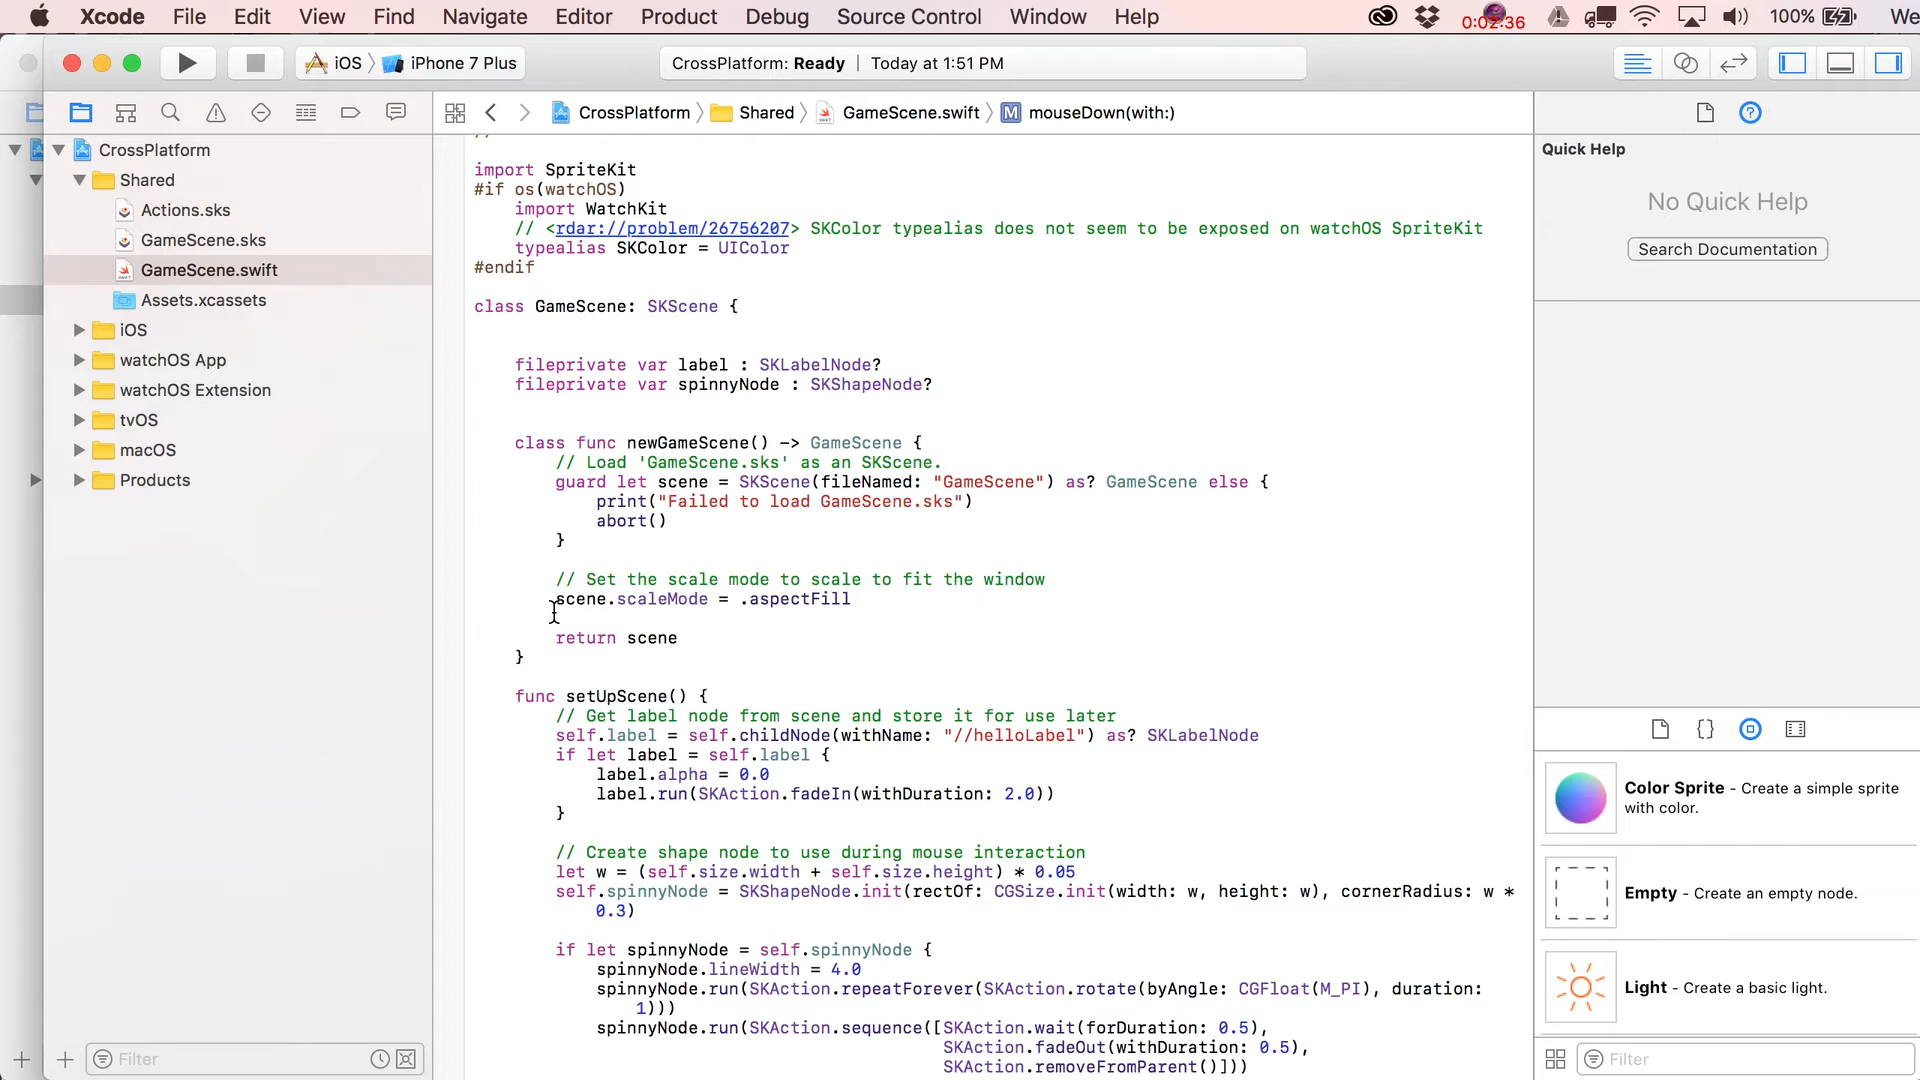 Xcode File Edit View Find Navigate Editor Product Debug Source Control Window Help 0:02:36 100% We
iOS iPhone 7 Plus CrossPlatform: Ready | Today at 1:51 PM
CrossPlatform Shared GameScene.swift M mouseDown(with:)
CrossPlatform
Shared
Actions.sks
GameScene.sks
GameScene.swift
Assets.xcassets
iOS
watchOS App
watchOS Extension
tvOS
macOS
Products
Filter
//
import SpriteKit
#if os(watchOS)
import WatchKit
// <rdar://problem/26756207> SKColor typealias does not seem to be exposed on watchOS SpriteKit
typealias SKColor = UIColor
#endif
class GameScene: SKScene {
fileprivate var label : SKLabelNode?
fileprivate var spinnyNode : SKShapeNode?
class func newGameScene() -> GameScene {
// Load 'GameScene.sks' as an SKScene.
guard let scene = SKScene(fileNamed: "GameScene") as? GameScene else {
print("Failed to load GameScene.sks")
abort()
}
// Set the scale mode to scale to fit the window
scene.scaleMode = .aspectFill
return scene
}
func setUpScene() {
// Get label node from scene and store it for use later
self.label = self.childNode(withName: "//helloLabel") as? SKLabelNode
if let label = self.label {
label.alpha = 0.0
label.run(SKAction.fadeIn(withDuration: 2.0))
}
// Create shape node to use during mouse interaction
let w = (self.size.width + self.size.height) * 0.05
self.spinnyNode = SKShapeNode.init(rectOf: CGSize.init(width: w, height: w), cornerRadius: w *
0.3)
if let spinnyNode = self.spinnyNode {
spinnyNode.lineWidth = 4.0
spinnyNode.run(SKAction.repeatForever(SKAction.rotate(byAngle: CGFloat(M_PI), duration:
1)))
spinnyNode.run(SKAction.sequence([SKAction.wait(forDuration: 0.5),
SKAction.fadeOut(withDuration: 0.5),
SKAction.removeFromParent()]))
Quick Help
No Quick Help
Search Documentation
Color Sprite - Create a simple sprite
with color.
Empty - Create an empty node.
Light - Create a basic light.
Filter